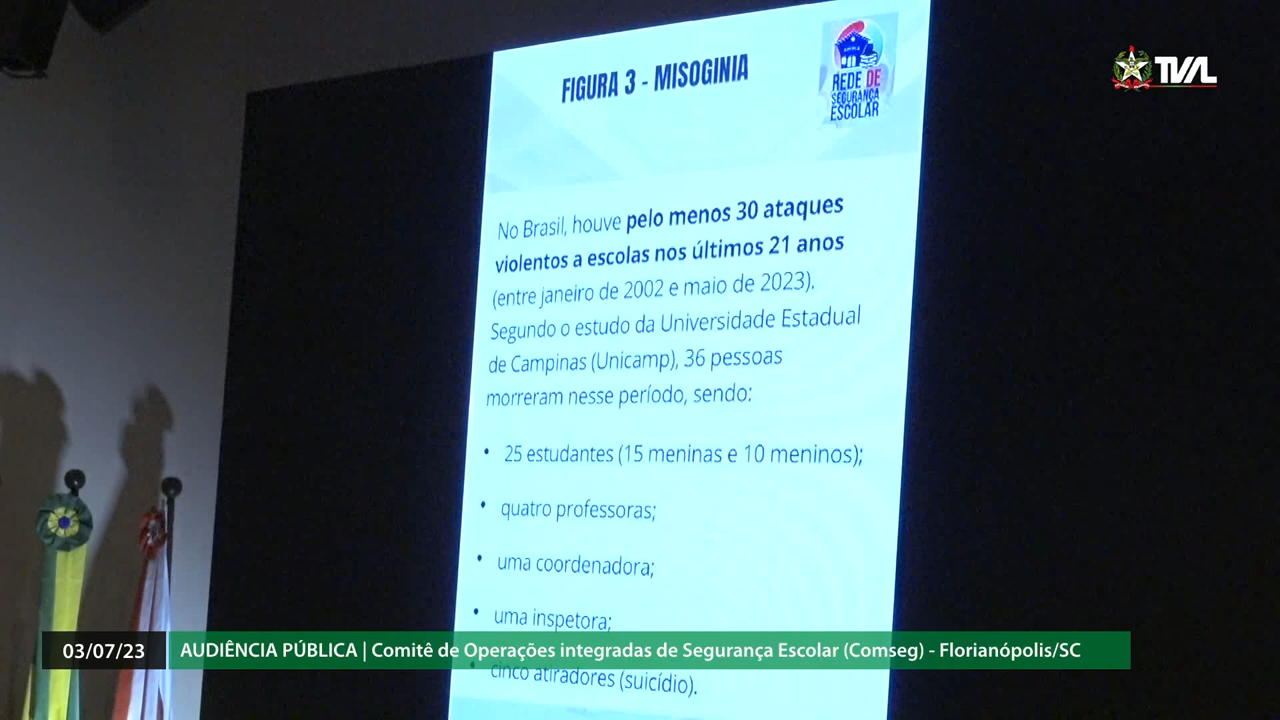 FIGURA 3 - MISOGINIA
REDE DE
SEGURANÇA
ESCOLAR
TVAL
No Brasil, houve pelo menos 30 ataques
violentos a escolas nos últimos 21 anos
(entre janeiro de 2002 e maio de 2023).
Segundo o estudo da Universidade Estadual
de Campinas (Unicamp), 36 pessoas
morreram nesse período, sendo:
• 25 estudantes (15 meninas e 10 meninos);
• quatro professoras;
• uma coordenadora;
• uma inspetora;
• cinco atiradores (suicídio).
03/07/23
AUDIÊNCIA PÚBLICA | Comitê de Operações integradas de Segurança Escolar (Comseg) - Florianópolis/SC